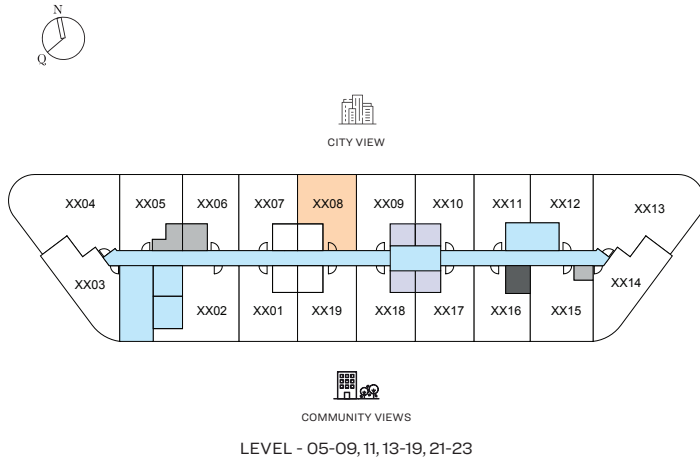 N
Q
CITY VIEW
XX04 XX05 XX06 XX07 XX08 XX09 XX10 XX11 XX12 XX13
XX03 XX14
XX02 XX01 XX19 XX18 XX17 XX16 XX15
COMMUNITY VIEWS
LEVEL - 05-09, 11, 13-19, 21-23